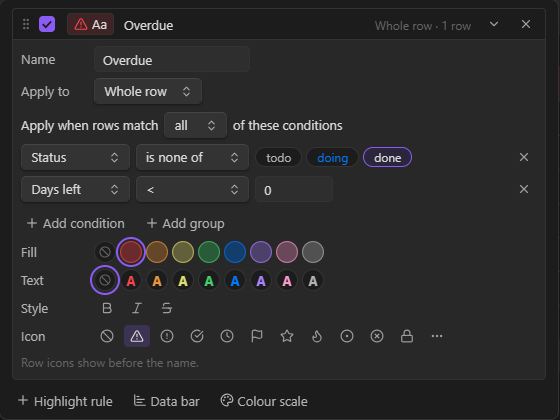 Aa Overdue Whole row · 1 row
Name Overdue
Apply to Whole row
Apply when rows match all of these conditions
Status is none of todo doing done
Days left < 0
+ Add condition + Add group
Fill
Text A A A A A A A A
Style B I S
Icon
Row icons show before the name.
+ Highlight rule Data bar Colour scale